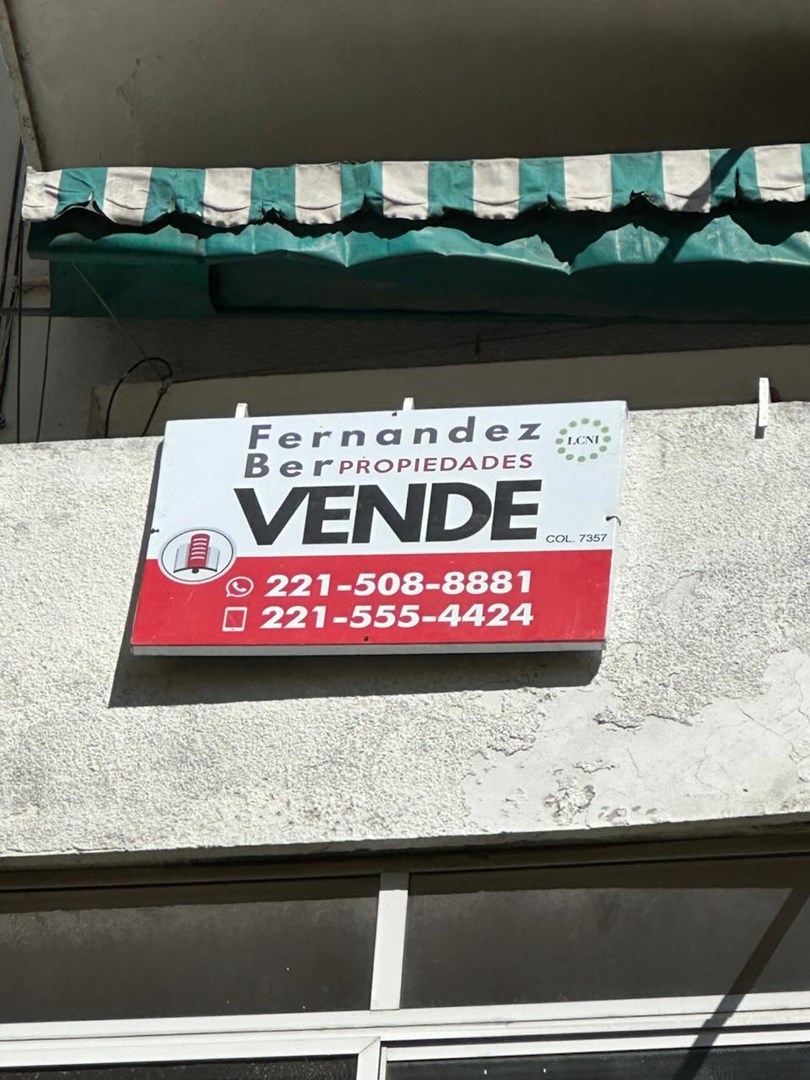 Fernandez
Ber PROPIEDADES
LCNI
VENDE
COL. 7357
221-508-8881
221-555-4424